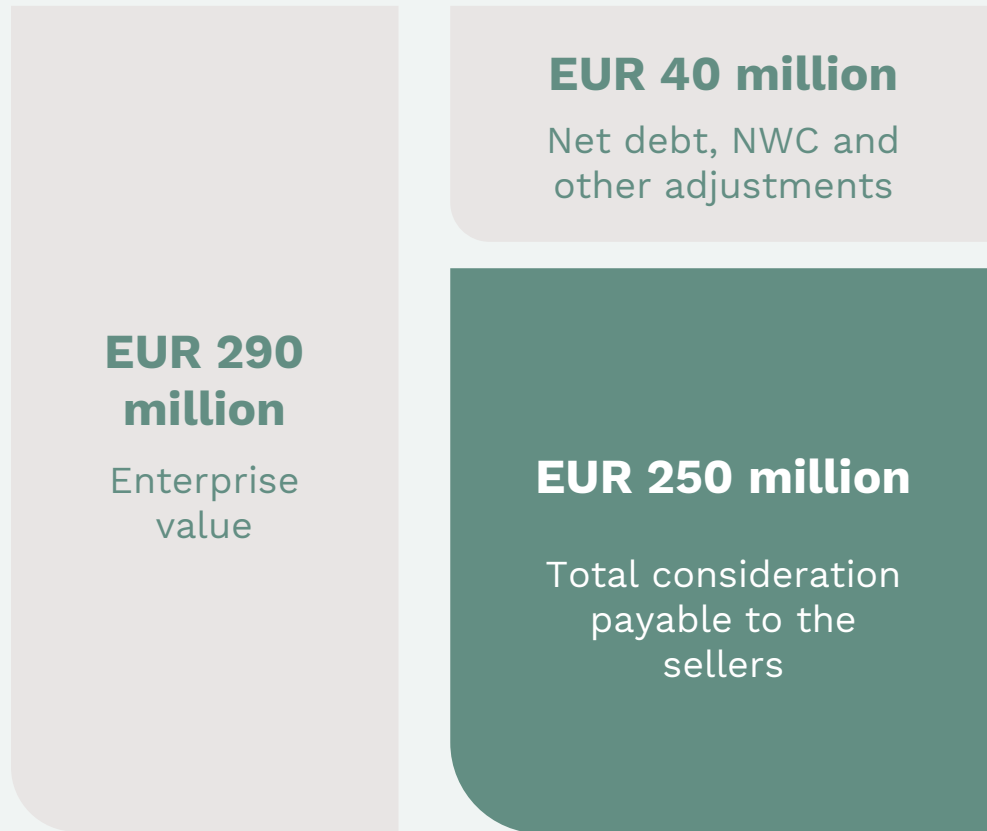 EUR 290
million
Enterprise
value
EUR 40 million
Net debt, NWC and
other adjustments
EUR 250 million
Total consideration
payable to the
sellers